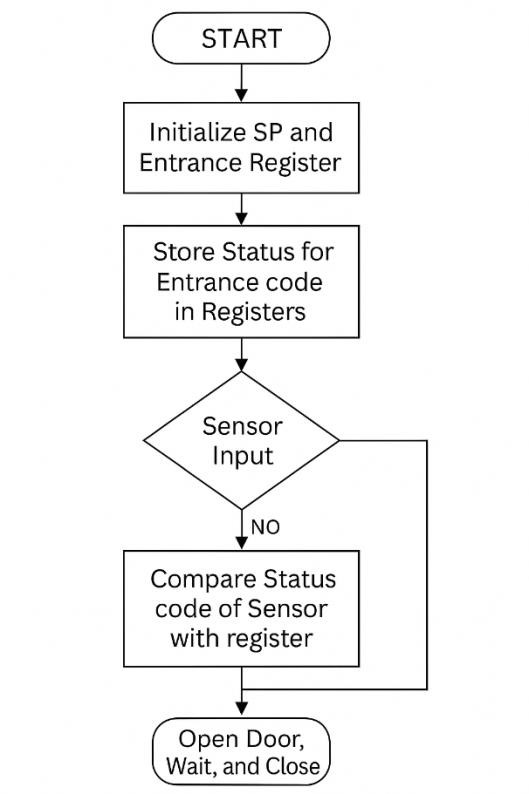 START
Initialize SP and
Entrance Register
Store Status for
Entrance code
in Registers
Sensor
Input
NO
Compare Status
code of Sensor
with register
Open Door,
Wait, and Close